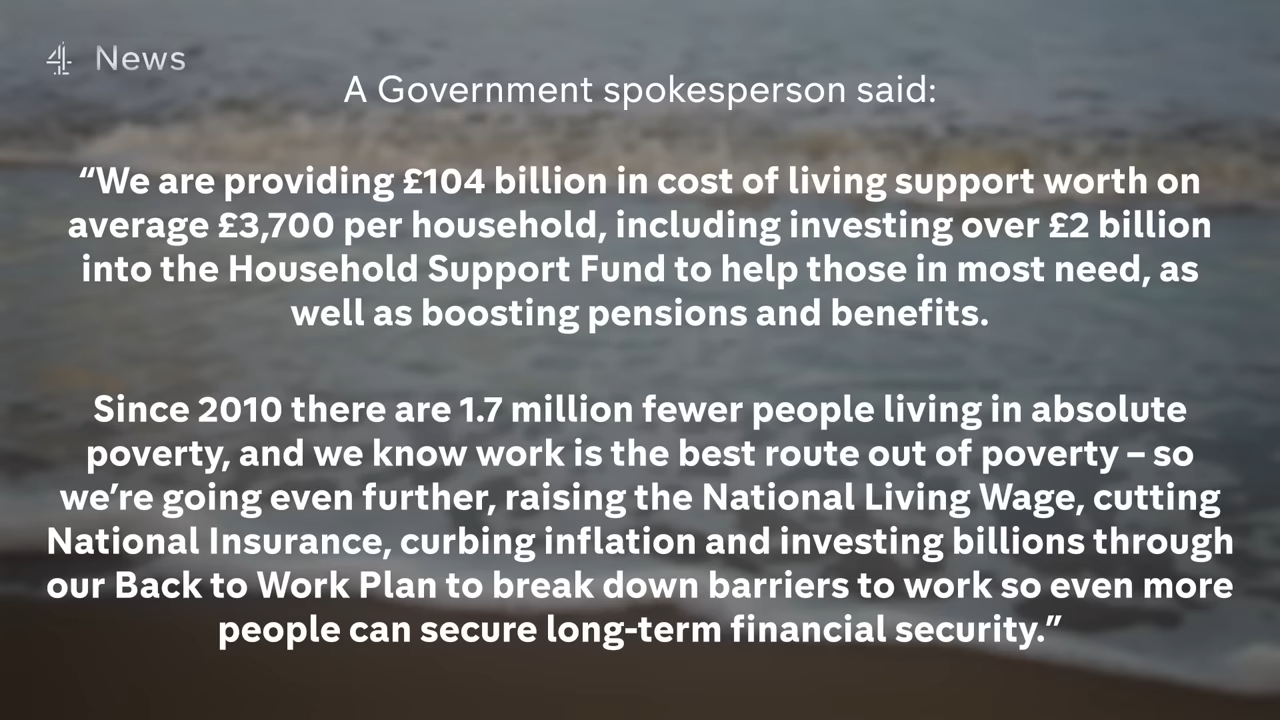 4 News
A Government spokesperson said:
“We are providing £104 billion in cost of living support worth on
average £3,700 per household, including investing over £2 billion
into the Household Support Fund to help those in most need, as
well as boosting pensions and benefits.
Since 2010 there are 1.7 million fewer people living in absolute
poverty, and we know work is the best route out of poverty – so
we’re going even further, raising the National Living Wage, cutting
National Insurance, curbing inflation and investing billions through
our Back to Work Plan to break down barriers to work so even more
people can secure long-term financial security.”